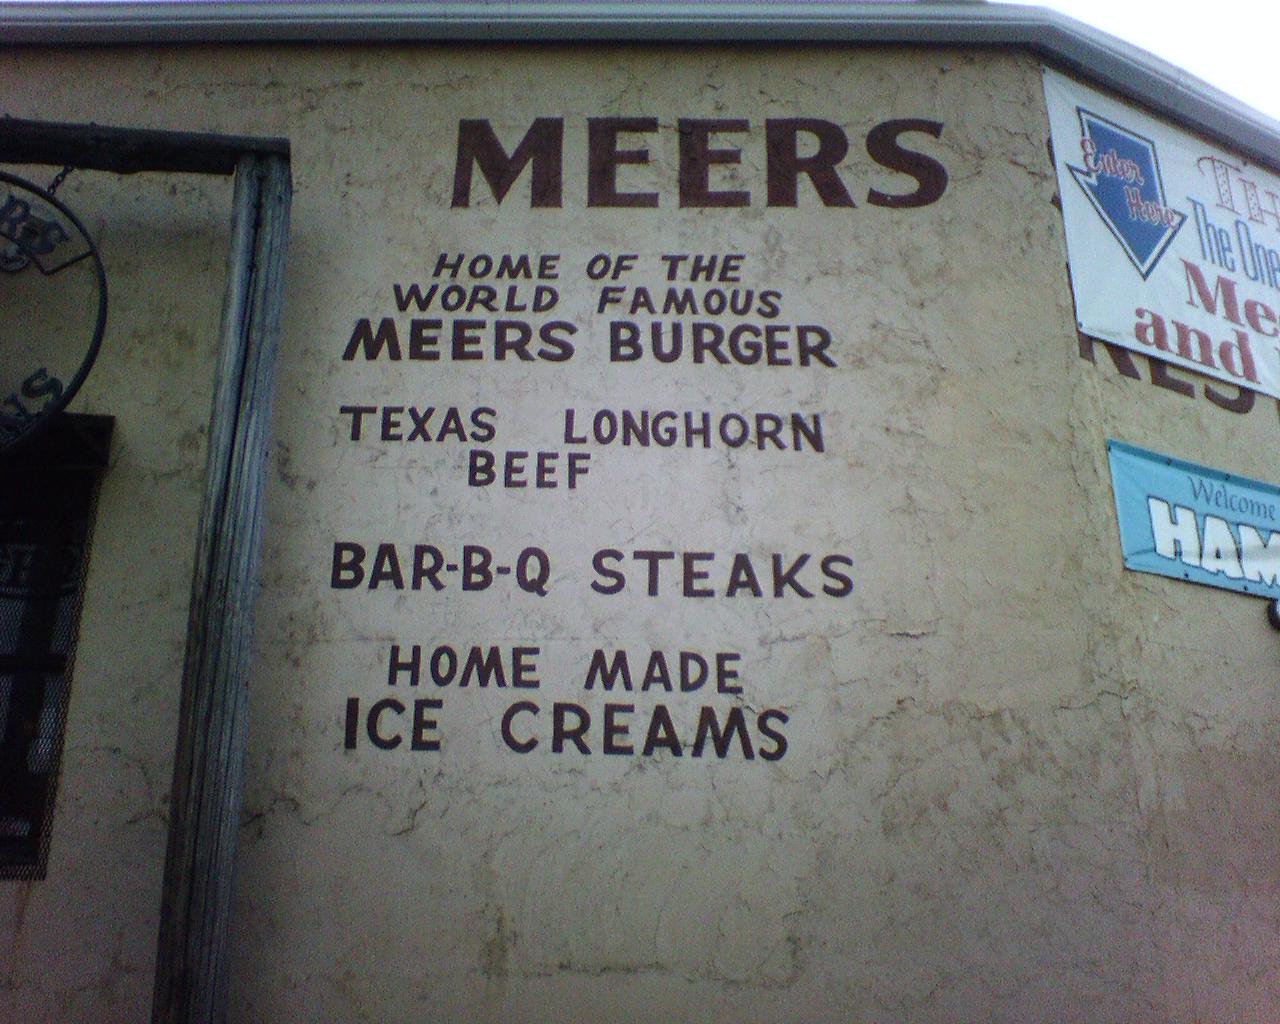 MEERS
HOME OF THE
WORLD FAMOUS
MEERS BURGER
TEXAS LONGHORN
BEEF
BAR-B-Q STEAKS
HOME MADE
ICE CREAMS
Enter
Here
The One
and
Welcome